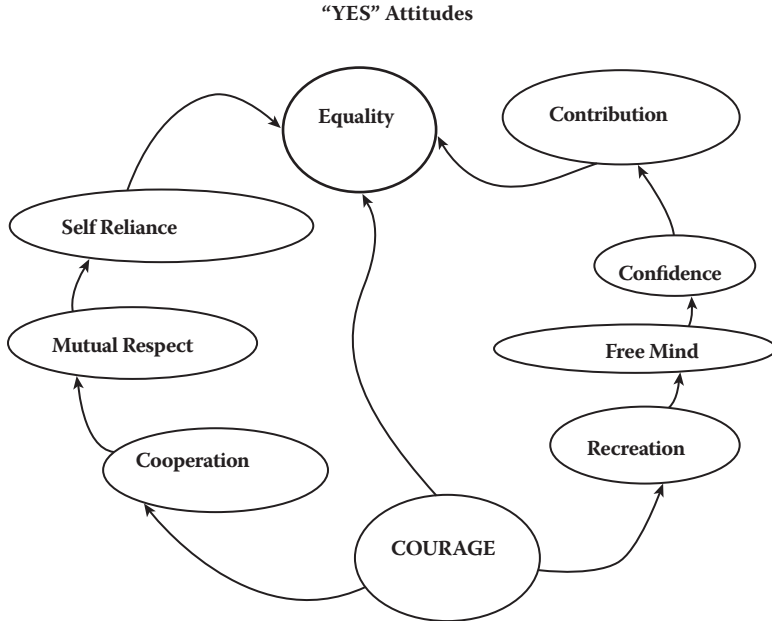 “YES” Attitudes
Equality
Contribution
Self Reliance
Confidence
Mutual Respect
Free Mind
Cooperation
Recreation
COURAGE